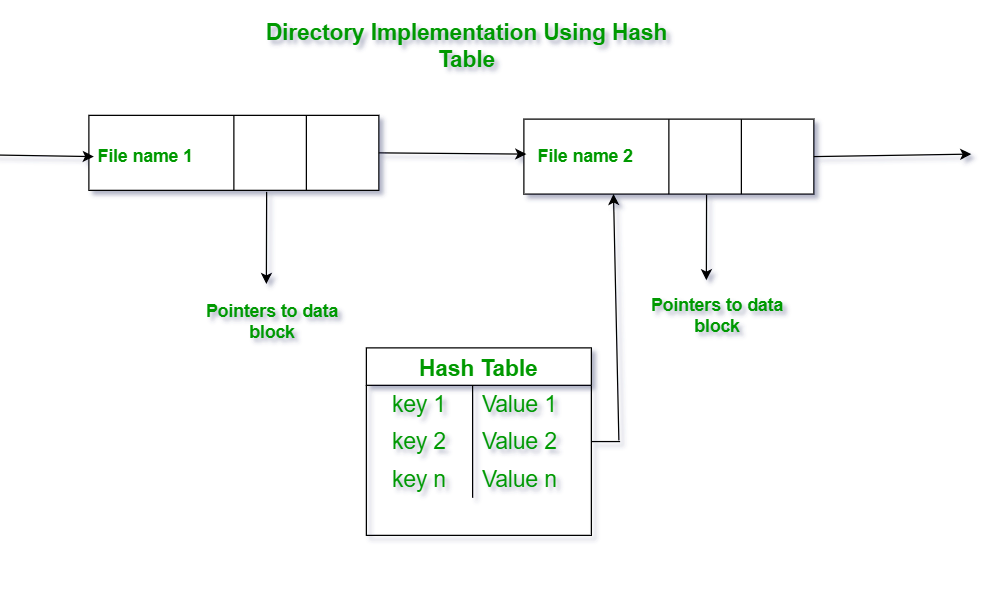 Directory Implementation Using Hash
Table
File name 1
File name 2
Pointers to data
block
Pointers to data
block
Hash Table
key 1 Value 1
key 2 Value 2
key n Value n